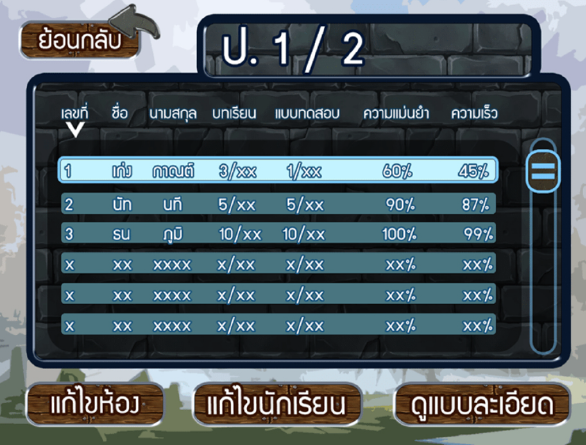 ย้อนกลับ
ป. 1 / 2
เลขที่ ชื่อ นามสกุล บทเรียน แบบทดสอบ ความแม่นยำ ความเร็ว
1 เก่ง กาณต์ 3/xx 1/xx 60% 45%
2 นัท นที 5/xx 5/xx 90% 87%
3 ธน ภูมิ 10/xx 10/xx 100% 99%
x xx xxxx x/xx x/xx xx% xx%
x xx xxxx x/xx x/xx xx% xx%
x xx xxxx x/xx x/xx xx% xx%
แก้ไขห้อง แก้ไขนักเรียน ดูแบบละเอียด